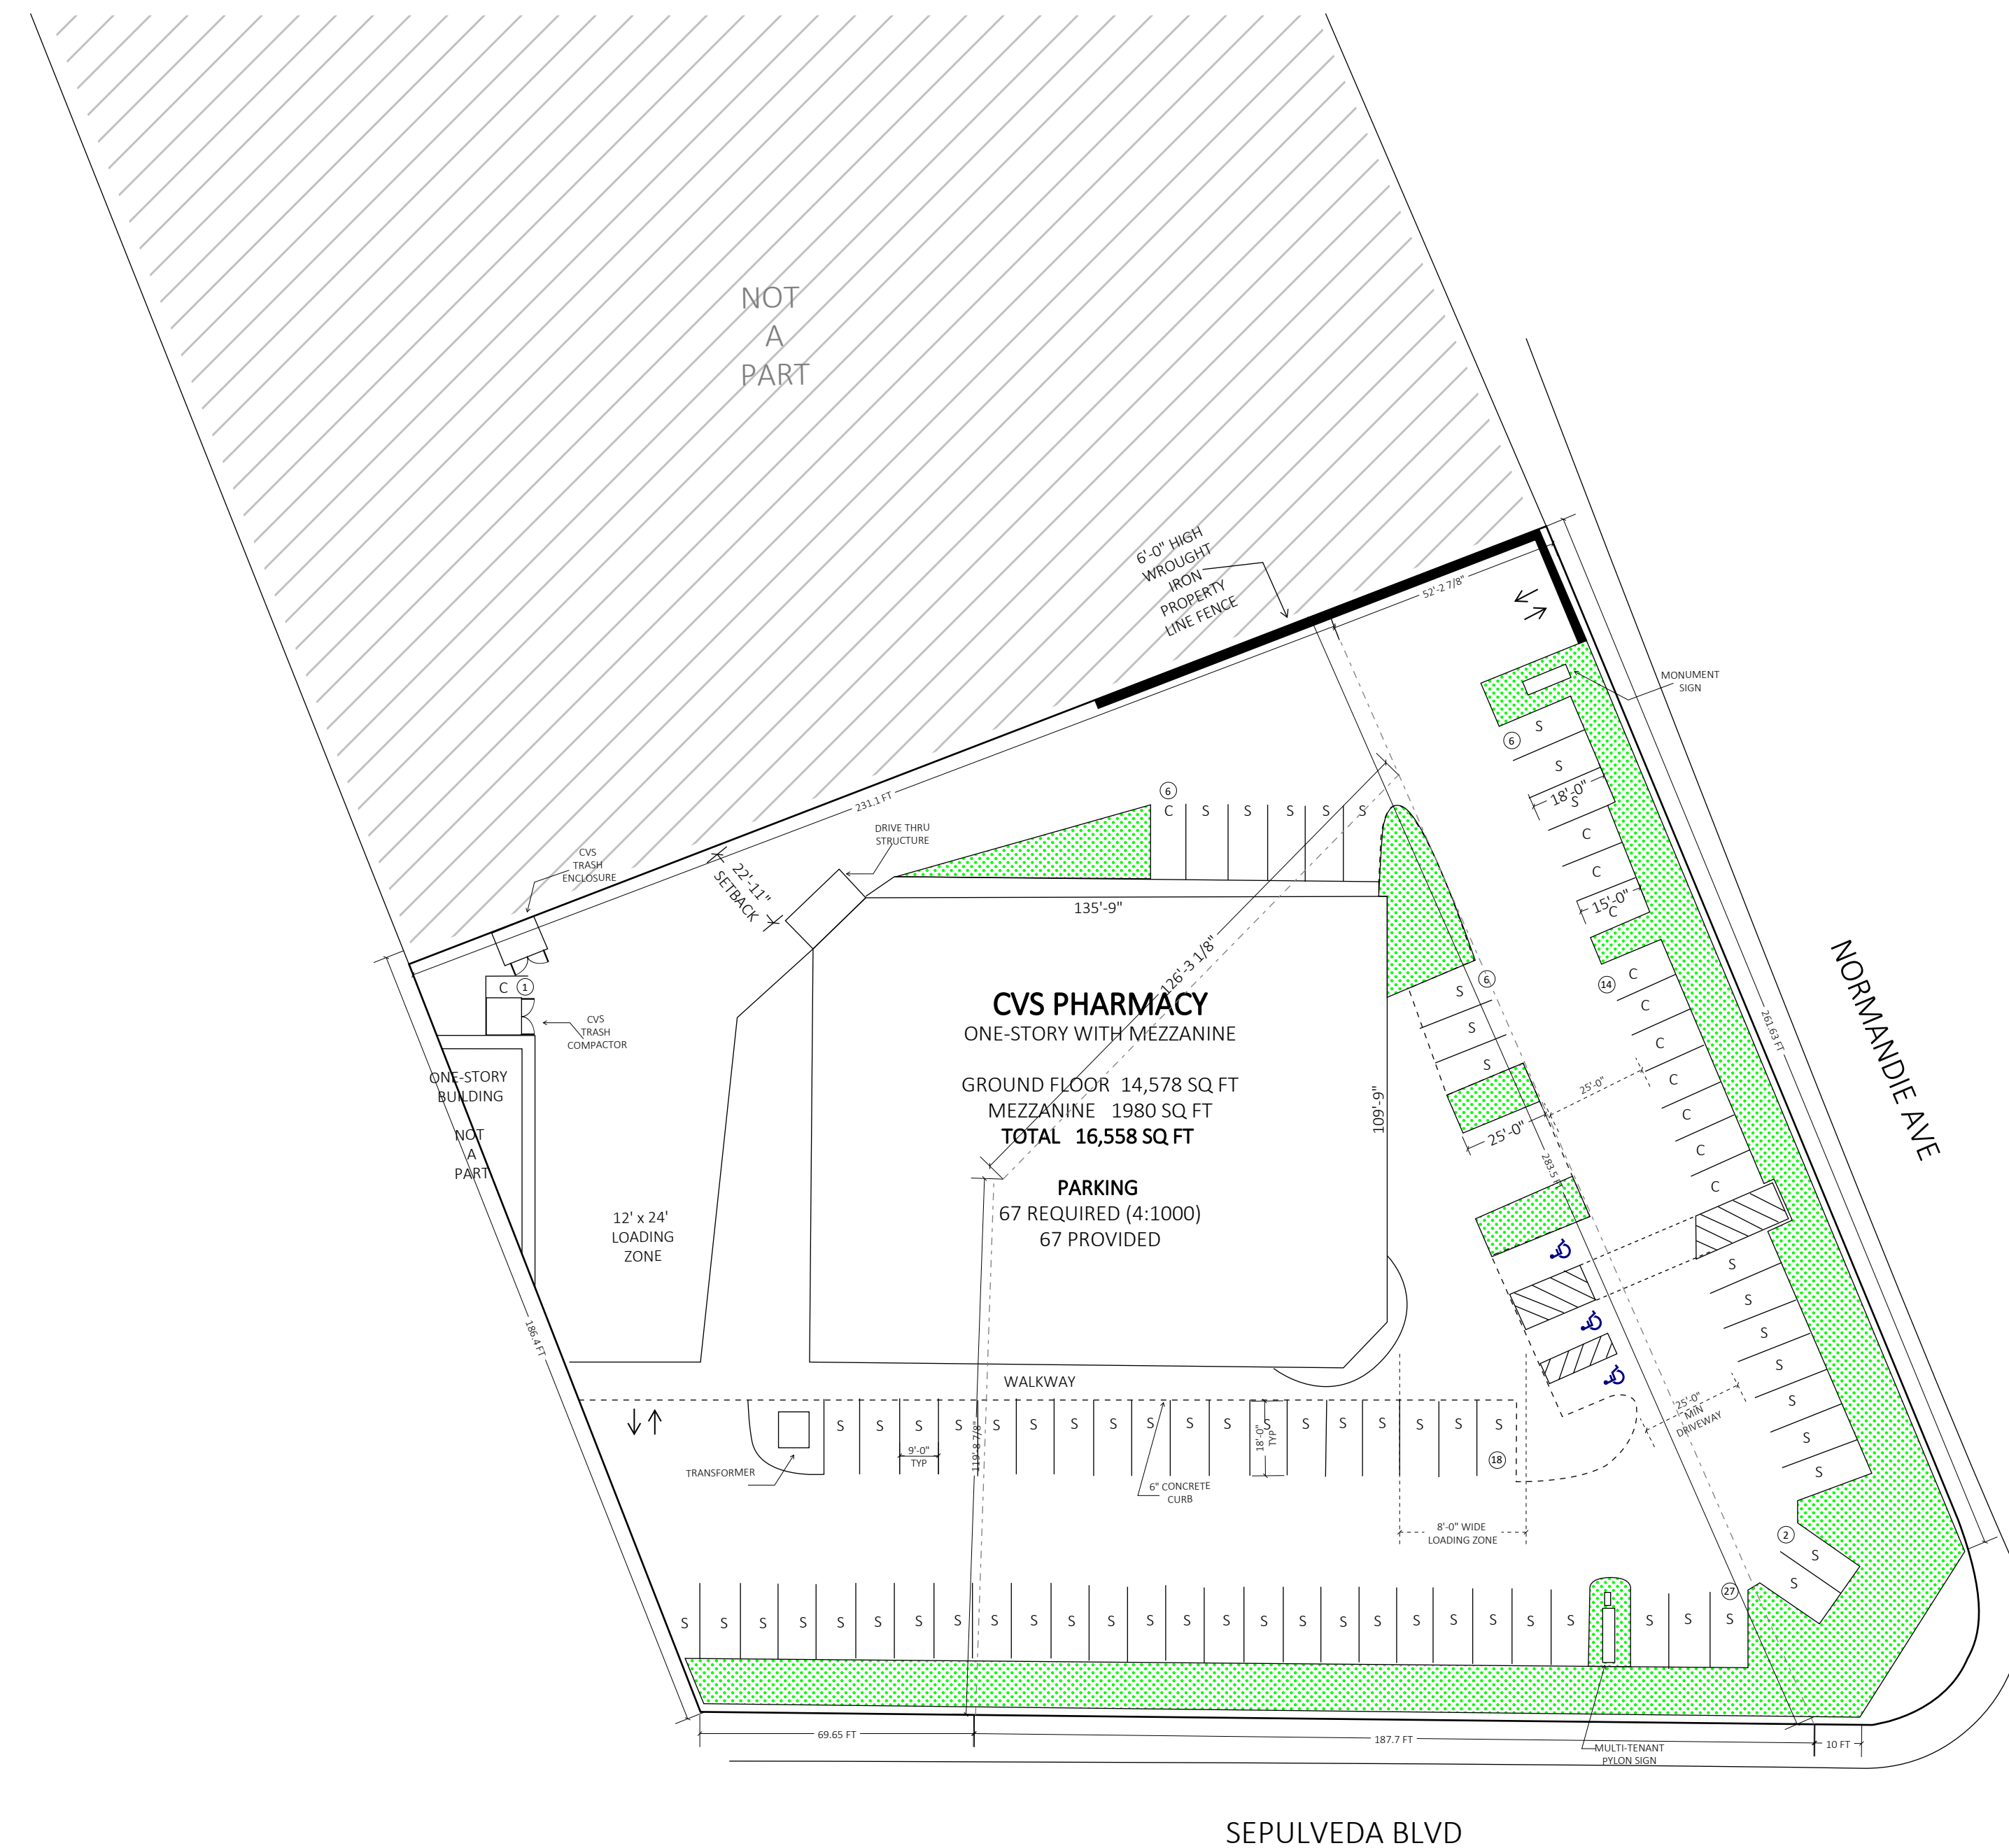 NOT
A
PART
6'-0" HIGH
WROUGHT
IRON
PROPERTY
LINE FENCE
52'-2 7/8"
MONUMENT
SIGN
231.1 FT
DRIVE THRU
STRUCTURE
CVS
TRASH
ENCLOSURE
22'-11"
SETBACK
6
C S S S S S
6
S
S
18'-0"
S
C
C
15'-0"
C
135'-9"
126'-3 1/8"
C 1
CVS
TRASH
COMPACTOR
ONE-STORY
BUILDING
NOT
A
PART
CVS PHARMACY
ONE-STORY WITH MEZZANINE
GROUND FLOOR 14,578 SQ FT
MEZZANINE 1980 SQ FT
TOTAL 16,558 SQ FT
PARKING
67 REQUIRED (4:1000)
67 PROVIDED
109'-9"
6
S
S
S
25'-0"
25'-0"
283.5 F
14
C
C
C
C
C
C
C
261.63 FT
NORMANDIE AVE
12' x 24'
LOADING
ZONE
186.4 FT
S
S
S
S
S
S
S
25'-0"
MIN
DRIVEWAY
WALKWAY
S S S S S S S S S S S S S S S S S S
18
9'-0"
TYP
119'-8 7/8"
18'-0"
TYP
TRANSFORMER
6" CONCRETE
CURB
8'-0" WIDE
LOADING ZONE
2
S
S
27
S S S S S S S S S S S S S S S S S S S S S S S S S S S
69.65 FT
187.7 FT
10 FT
MULTI-TENANT
PYLON SIGN
SEPULVEDA BLVD